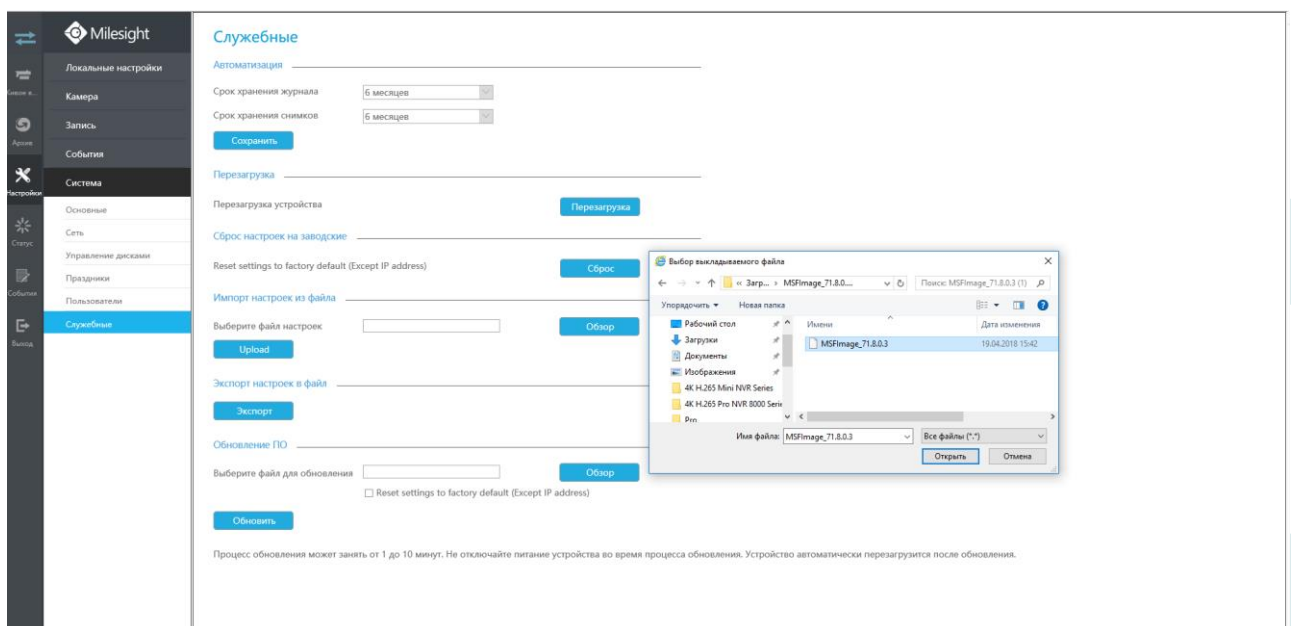 Milesight
Живое в...
Архив
Настройки
Статус
События
Выход
Локальные настройки
Камера
Запись
События
Система
Основные
Сеть
Управление дисками
Праздники
Пользователи
Служебные
Служебные
Автоматизация
Срок хранения журнала 6 месяцев
Срок хранения снимков 6 месяцев
Сохранить
Перезагрузка
Перезагрузка устройства Перезагрузка
Сброс настроек на заводские
Reset settings to factory default (Except IP address) Сброс
Импорт настроек из файла
Выберите файл настроек Обзор
Upload
Экспорт настроек в файл
Экспорт
Обновление ПО
Выберите файл для обновления Обзор
Reset settings to factory default (Except IP address)
Обновить
Процесс обновления может занять от 1 до 10 минут. Не отключайте питание устройства во время процесса обновления. Устройство автоматически перезагрузится после обновления.
Выбор выкладываемого файла
« Загр... > MSFImage_71.8.0.3.... Поиск: MSFImage_71.8.0.3 (1)
Упорядочить Новая папка
Имени Дата изменения
Рабочий стол
Загрузки
Документы
Изображения
4K H.265 Mini NVR Series
4K H.265 Pro NVR 8000 Serie
Pro
MSFImage_71.8.0.3 19.04.2018 15:42
Имя файла: MSFImage_71.8.0.3 Все файлы (*.*)
Открыть Отмена